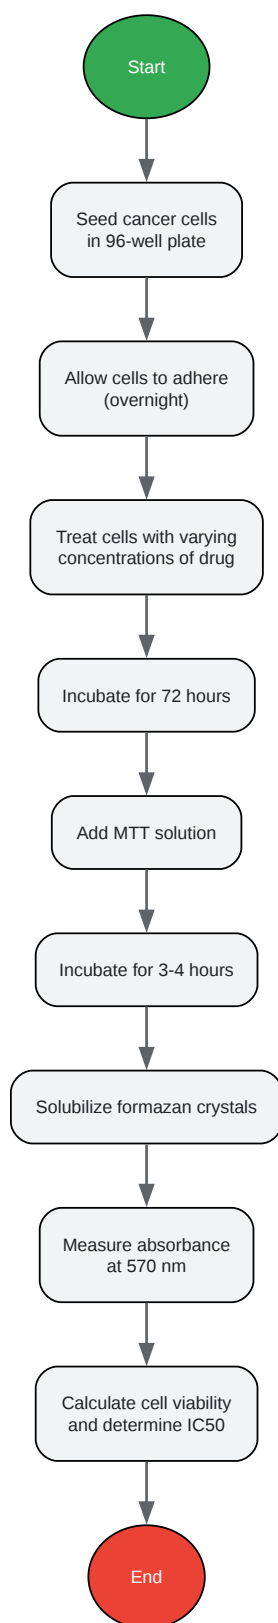 Start
Seed cancer cells
in 96-well plate
Allow cells to adhere
(overnight)
Treat cells with varying
concentrations of drug
Incubate for 72 hours
Add MTT solution
Incubate for 3-4 hours
Solubilize formazan crystals
Measure absorbance
at 570 nm
Calculate cell viability
and determine IC50
End